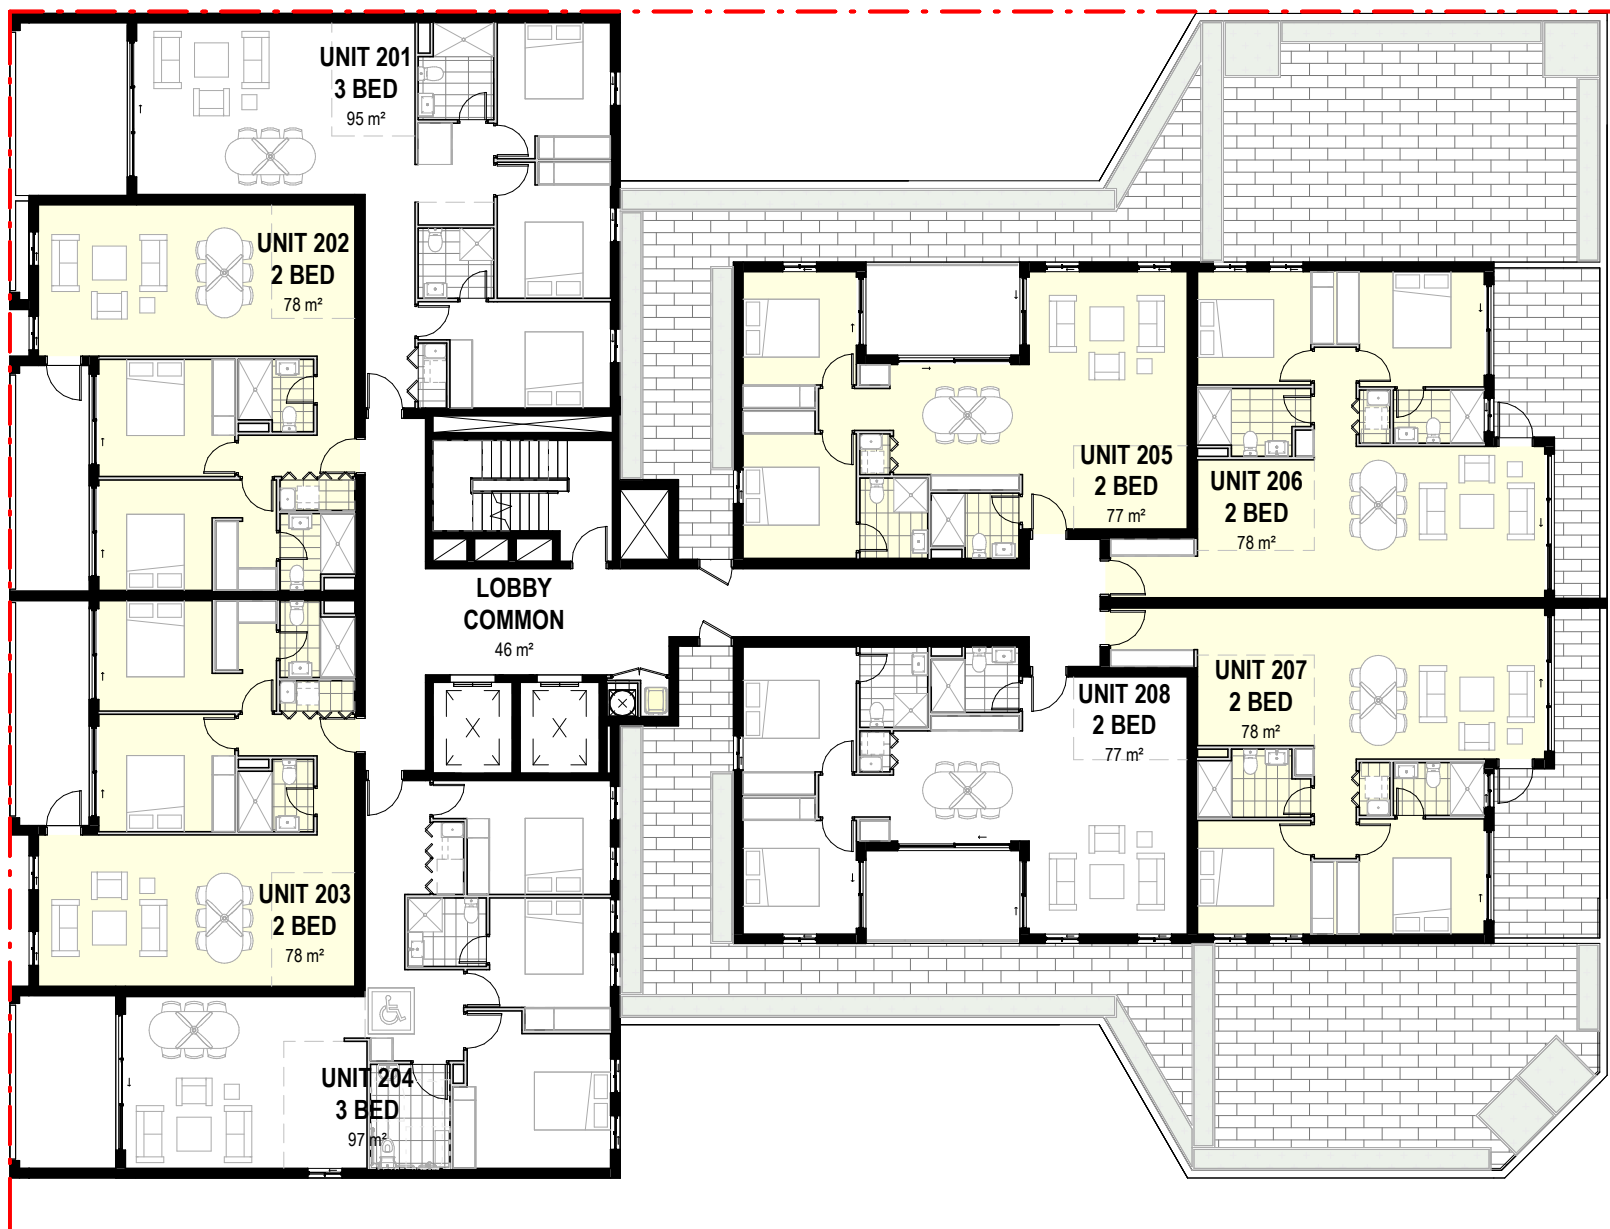 UNIT 201
3 BED
95 m²
UNIT 202
2 BED
78 m²
UNIT 205
2 BED
77 m²
UNIT 206
2 BED
78 m²
LOBBY
COMMON
46 m²
UNIT 207
2 BED
78 m²
UNIT 208
2 BED
77 m²
UNIT 203
2 BED
78 m²
UNIT 204
3 BED
97 m²